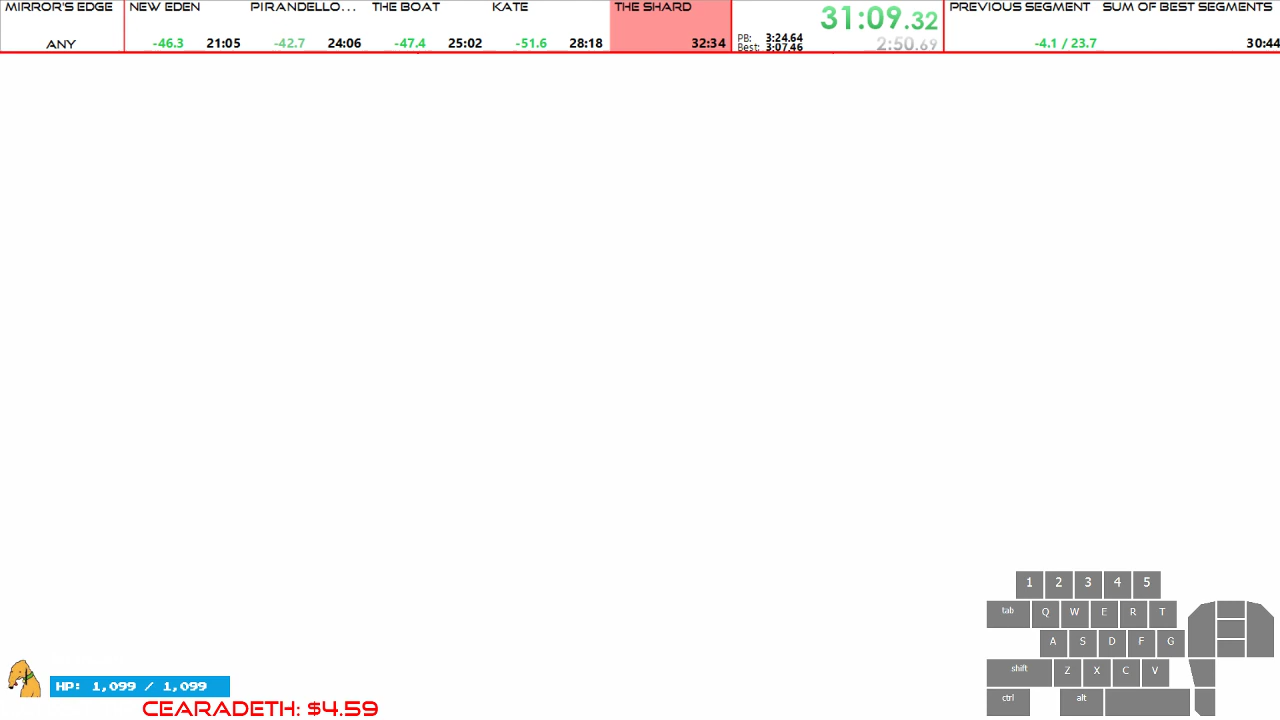 MIRROR'S EDGE
ANY
NEW EDEN
-46.3 21:05
PIRANDELLO...
-42.7 24:06
THE BOAT
-47.4 25:02
KATE
-51.6 28:18
THE SHARD
32:34
31:09.32
PB: 3:24.64
Best: 3:07.46
2:50.69
PREVIOUS SEGMENT
-4.1 / 23.7
SUM OF BEST SEGMENTS
30:44
1 2 3 4 5
tab Q W E R T
A S D F G
shift Z X C V
ctrl alt
HP: 1,099 / 1,099
CEARADETH: $4.59